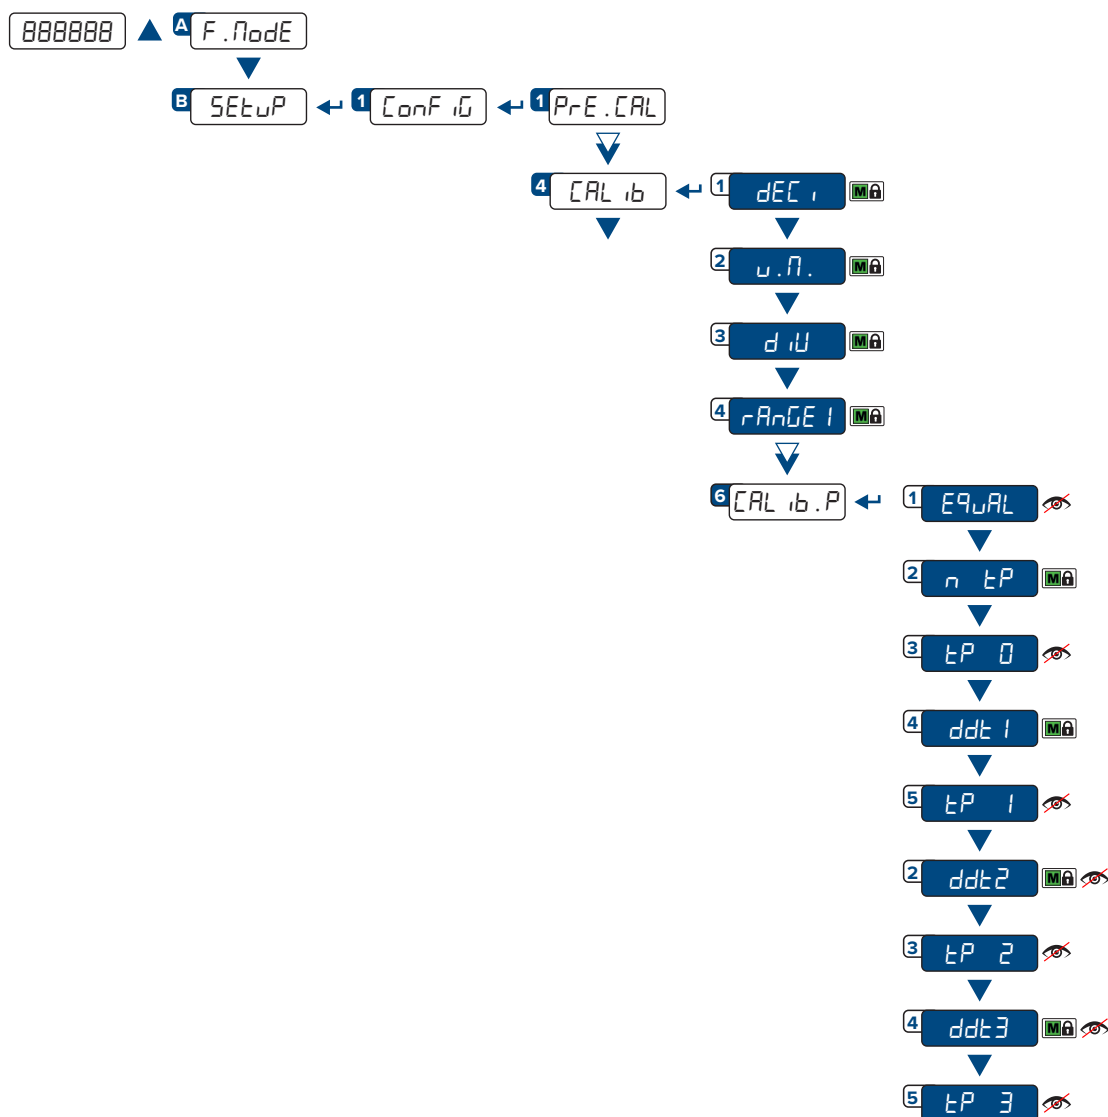 888888 A F.ModE
B SEtuP 1 ConFiG 1 PrE.CAL
4 CALib 1 dECi M
2 u.M. M
3 diU M
4 rAnGE1 M
6 CALib.P 1 EquAL
2 n tP M
3 tP 0
4 ddt1 M
5 tP 1
2 ddt2 M
3 tP 2
4 ddt3 M
5 tP 3